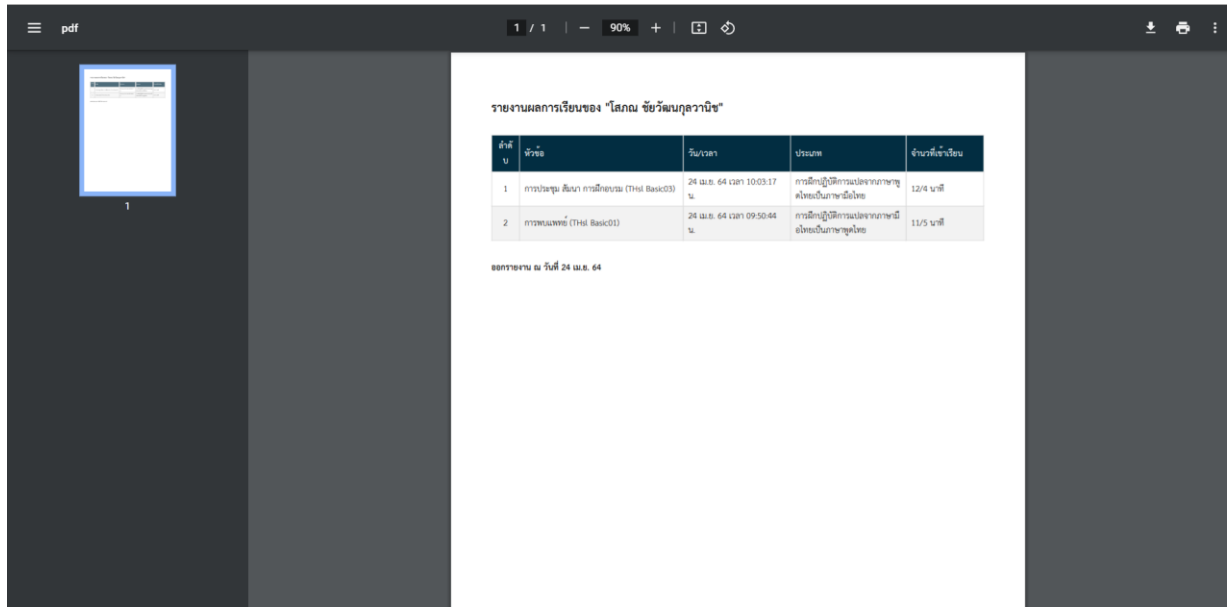 pdf
1 / 1
90%
1
รายงานผลการเรียนของ "โสภณ ชัยวัฒนกุลวานิช"
ลำดั
บ
หัวข้อ
วัน/เวลา
ประเภท
จำนวที่เข้าเรียน
1
การประชุม สัมนา การฝึกอบรม (THsl Basic03)
24 เม.ย. 64 เวลา 10:03:17
น.
การฝึกปฏิบัติการแปลจากภาษาพู
ดไทยเป็นภาษามือไทย
12/4 นาที
2
การพบแพทย์ (THsl Basic01)
24 เม.ย. 64 เวลา 09:50:44
น.
การฝึกปฏิบัติการแปลจากภาษามื
อไทยเป็นภาษาพูดไทย
11/5 นาที
ออกรายงาน ณ วันที่ 24 เม.ย. 64